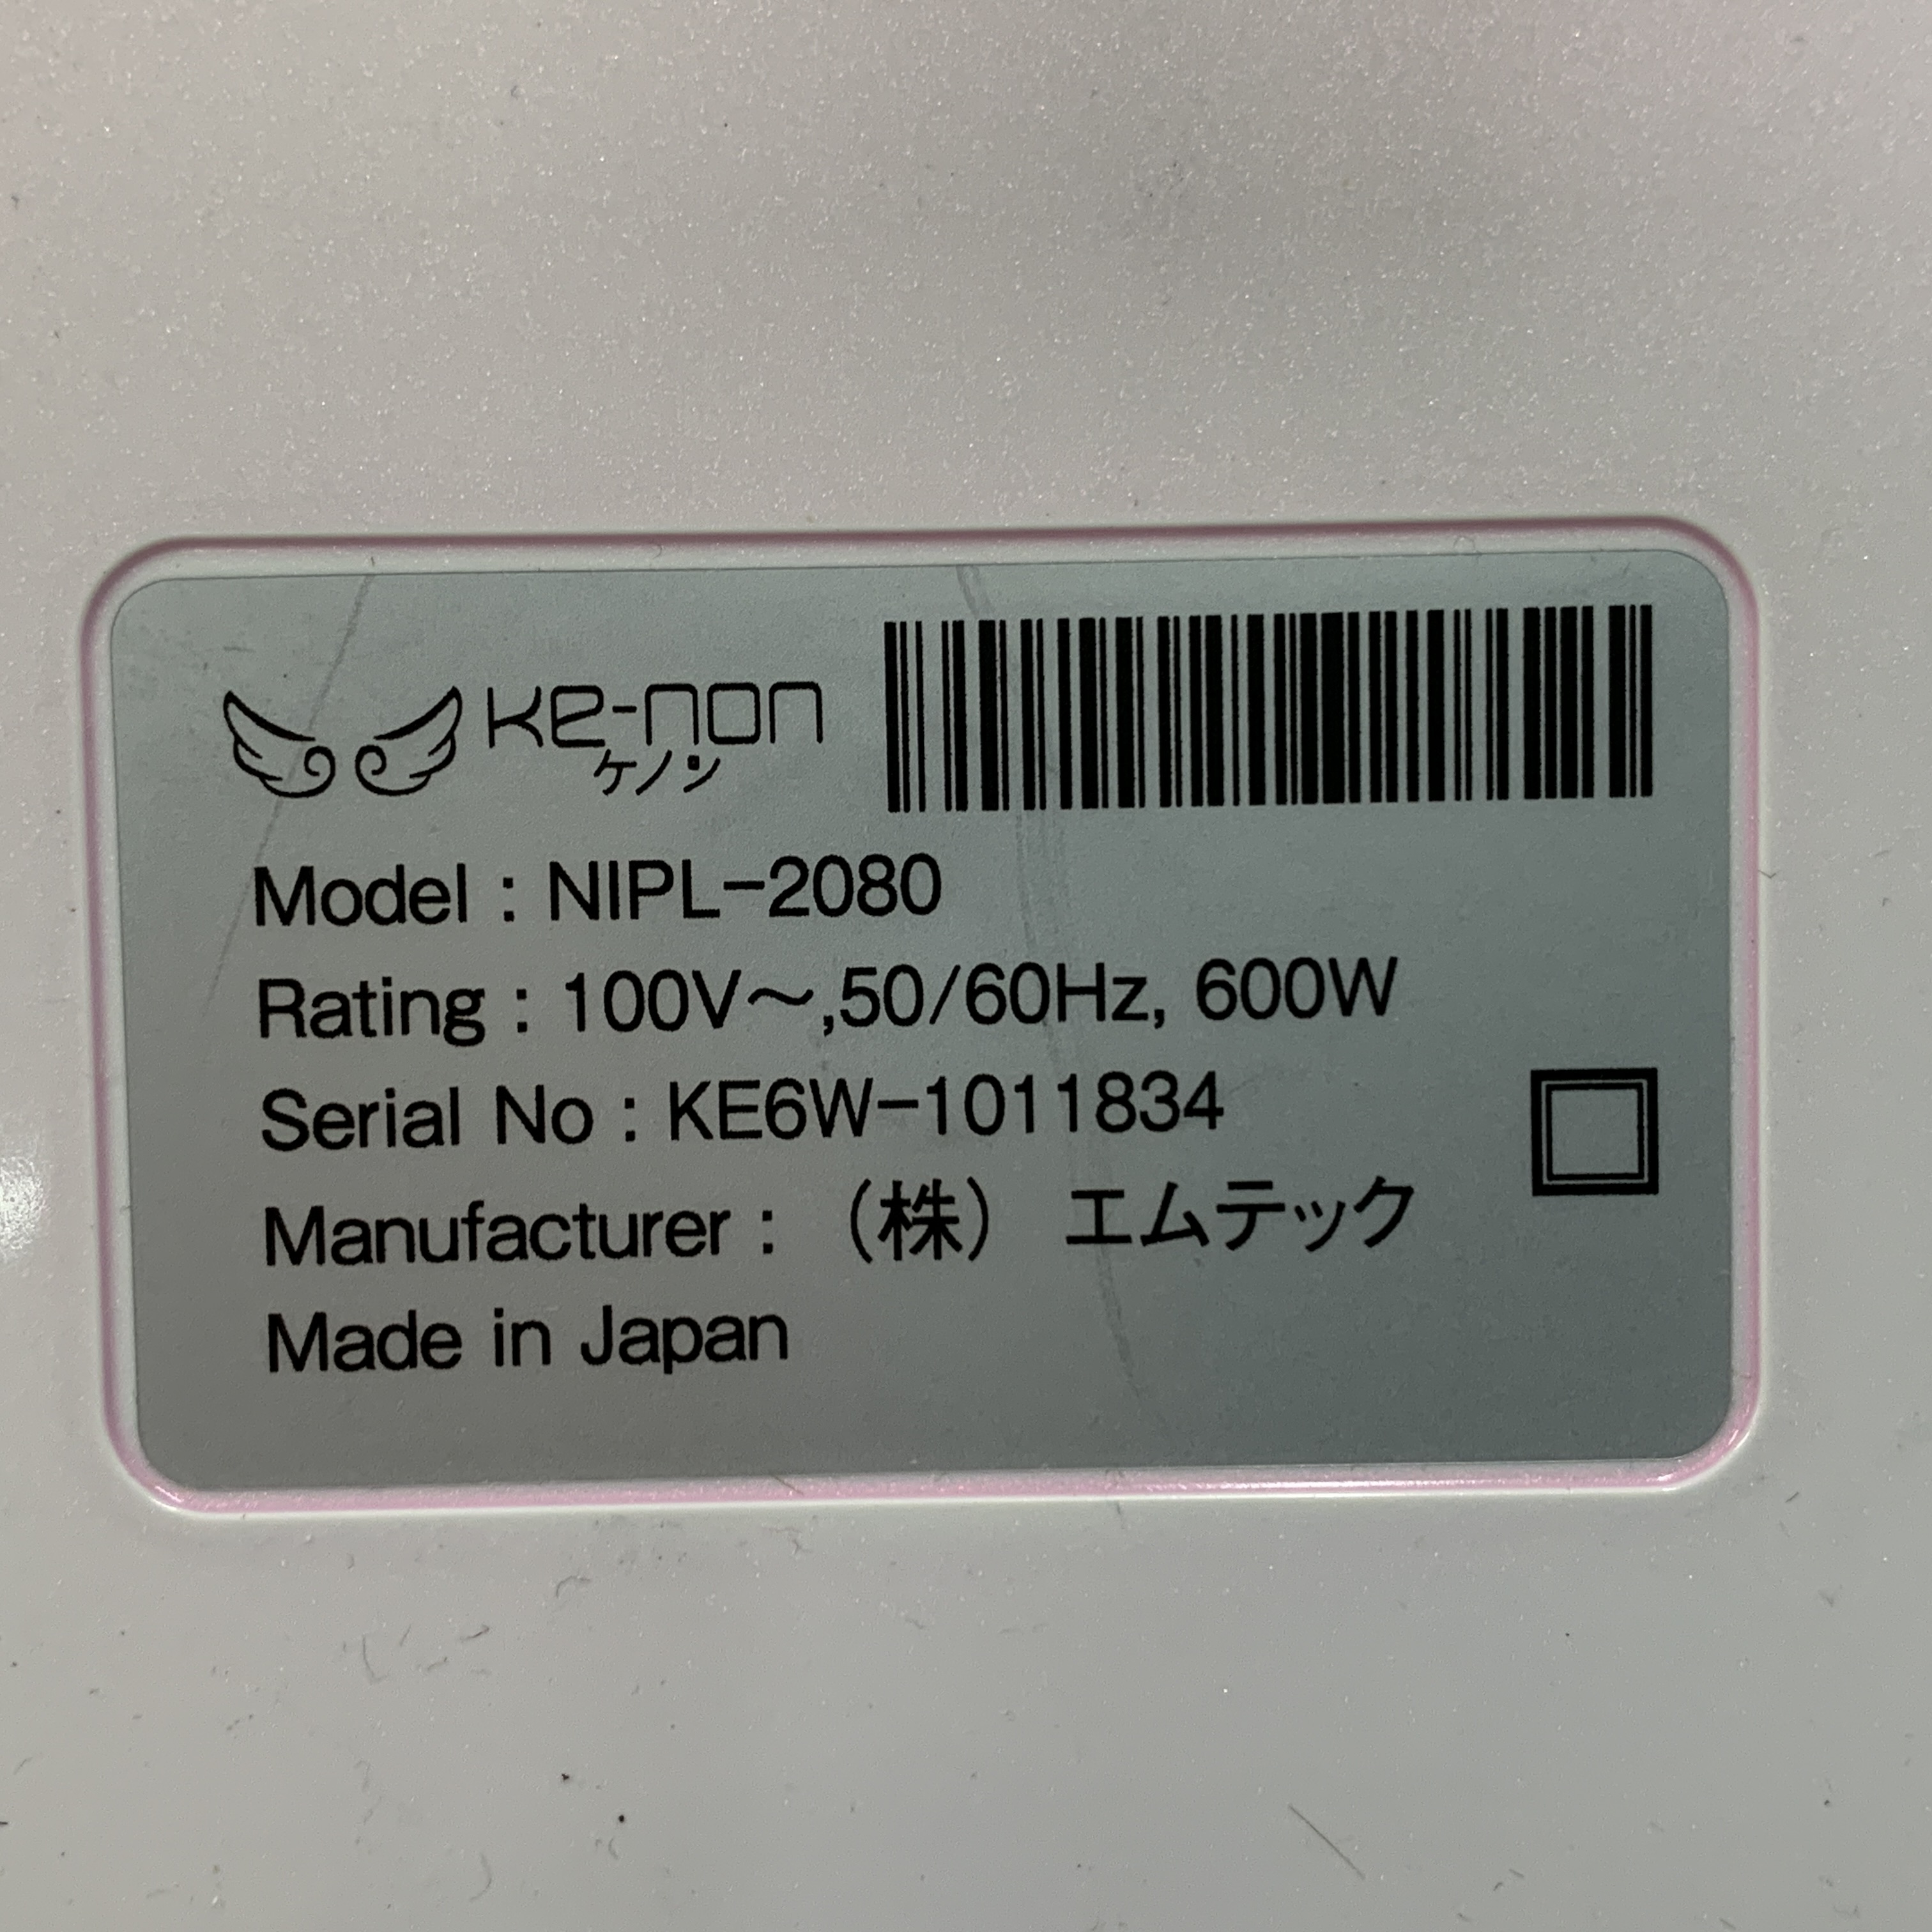 ke-non
ケノン
Model : NIPL-2080
Rating : 100V～,50/60Hz, 600W
Serial No : KE6W-1011834
Manufacturer : （株） エムテック
Made in Japan